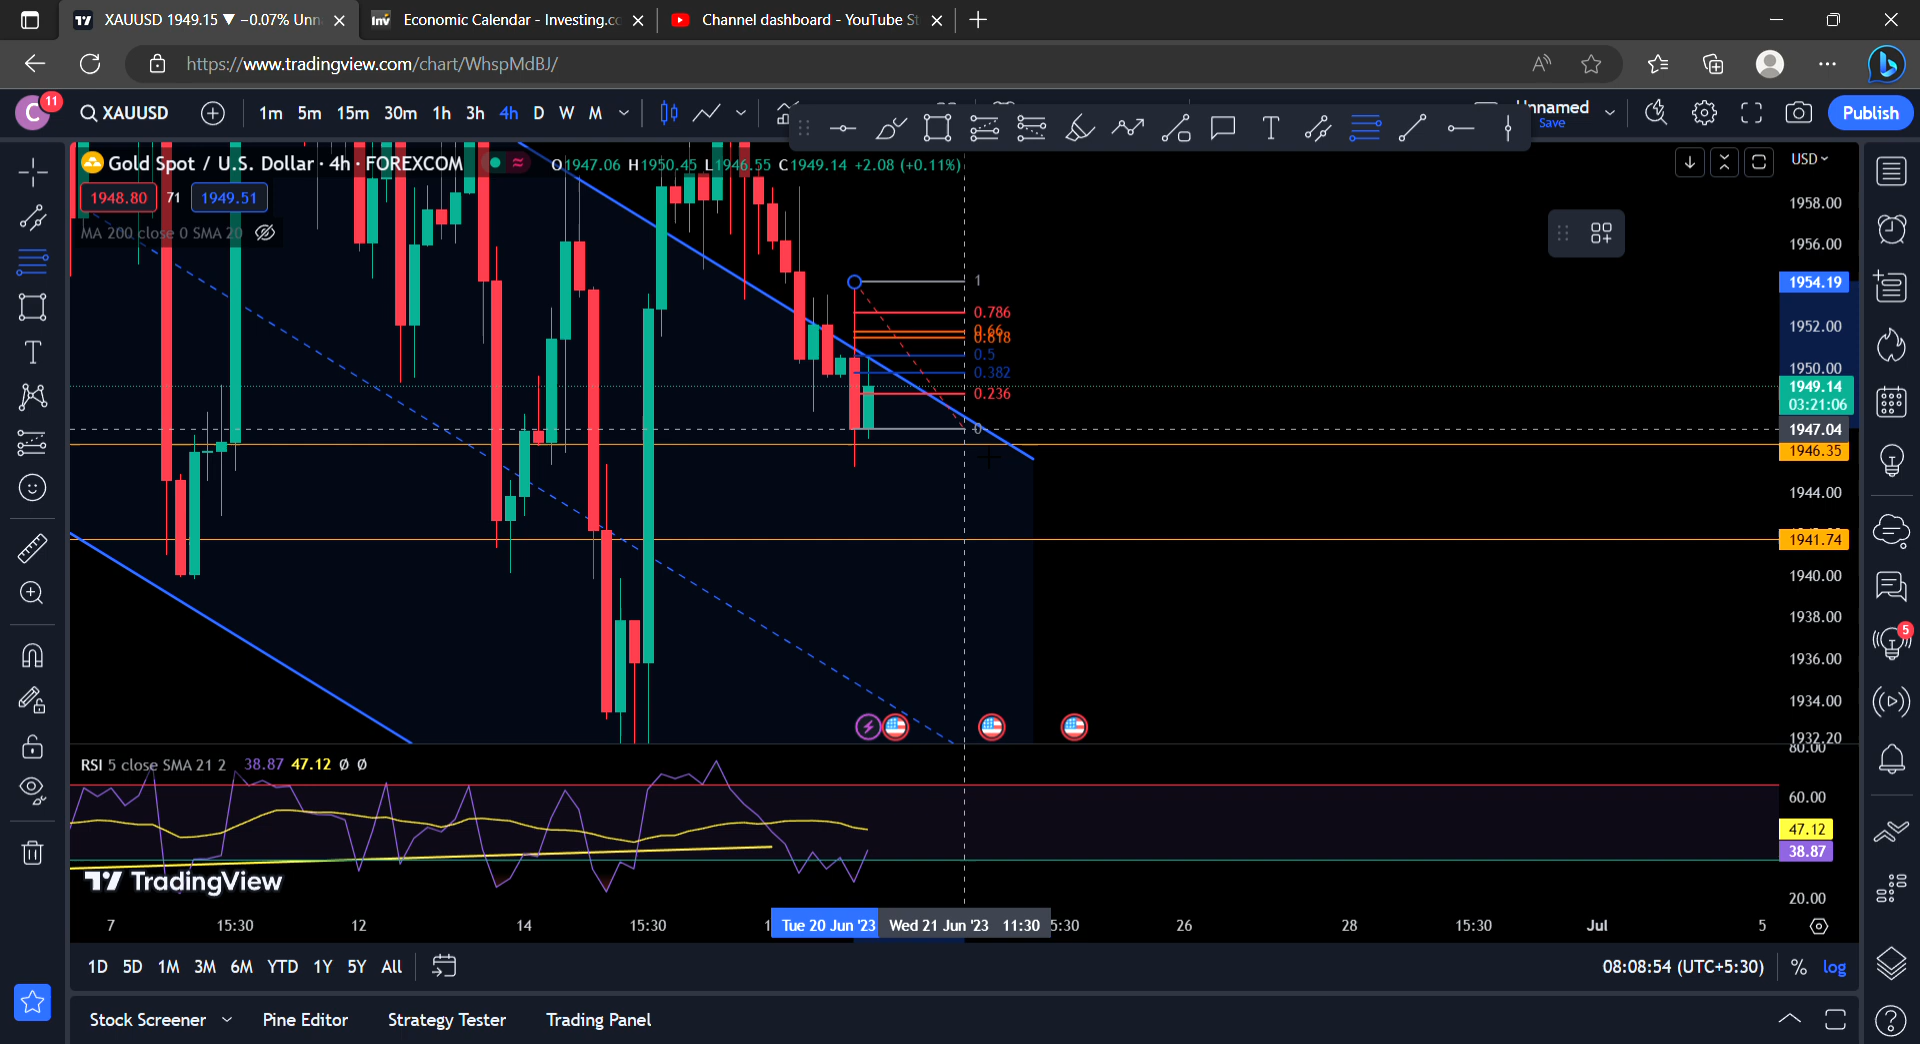 XAUUSD 1949.15 ▼ −0.07% Unn
Economic Calendar - Investing.co
Channel dashboard - YouTube St
https://www.tradingview.com/chart/WhspMdBJ/
C 11
XAUUSD
1m 5m 15m 30m 1h 3h 4h D W M
Unnamed
Save
Publish
Gold Spot / U.S. Dollar · 4h · FOREXCOM
O1947.06 H1950.45 L1946.55 C1949.14 +2.08 (+0.11%)
1948.80 71 1949.51
MA 200 close 0 SMA 20
USD
1958.00
1956.00
1954.19
1952.00
1950.00
1949.14
03:21:06
1947.04
1946.35
1944.00
1941.74
1940.00
1938.00
1936.00
1934.00
1932.20
1
0.786
0.66
0.618
0.5
0.382
0.236
0
5
RSI 5 close SMA 21 2 38.87 47.12 Ø Ø
80.00
60.00
47.12
38.87
20.00
TradingView
7 15:30 12 14 15:30 1 Tue 20 Jun '23 Wed 21 Jun '23 11:30 5:30 26 28 15:30 Jul 5
1D 5D 1M 3M 6M YTD 1Y 5Y All
08:08:54 (UTC+5:30) % log
Stock Screener Pine Editor Strategy Tester Trading Panel